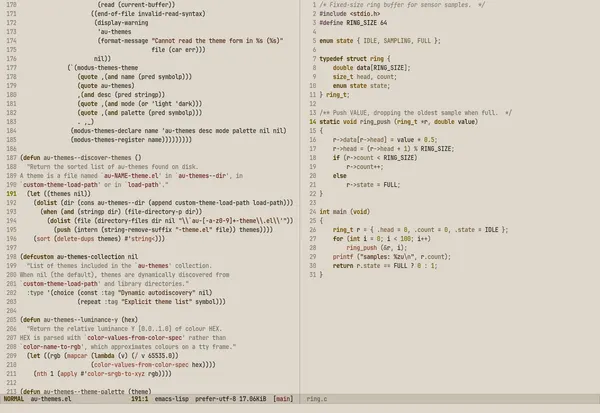 170 (read (current-buffer))
171 ((end-of-file invalid-read-syntax)
172 (display-warning
173 'au-themes
174 (format-message "Cannot read the theme form in %s (%s)"
175 file (car err)))
176 nil))
177 (`(modus-themes-theme
178 (quote ,(and name (pred symbolp)))
179 (quote au-themes)
180 ,(and desc (pred stringp))
181 (quote ,(and mode (or 'light 'dark)))
182 (quote ,(and palette (pred symbolp)))
183 . ,_)
184 (modus-themes-declare name 'au-themes desc mode palette nil nil)
185 (modus-themes-register name)))))))))
186
187 (defun au-themes--discover-themes ()
188 "Return the sorted list of au-themes found on disk.
189 A theme is a file named `au-NAME-theme.el' in `au-themes--dir', in
190 `custom-theme-load-path' or in `load-path'."
191 (let ((themes nil))
192 (dolist (dir (cons au-themes--dir (append custom-theme-load-path load-path)))
193 (when (and (stringp dir) (file-directory-p dir))
194 (dolist (file (directory-files dir nil "\\`au-[-a-z0-9]+-theme\\.el\\'"))
195 (push (intern (string-remove-suffix "-theme.el" file)) themes))))
196 (sort (delete-dups themes) #'string<)))
197
198 (defcustom au-themes-collection nil
199 "List of themes included in the `au-themes' collection.
200 When nil (the default), themes are dynamically discovered from
201 `custom-theme-load-path' and library directories."
202 :type '(choice (const :tag "Dynamic autodiscovery" nil)
203 (repeat :tag "Explicit theme list" symbol)))
204
205 (defun au-themes--luminance-y (hex)
206 "Return the relative luminance Y [0.0..1.0] of colour HEX.
207 HEX is parsed with `color-values-from-color-spec' rather than
208 `color-name-to-rgb', which approximates colours on a tty frame."
209 (let ((rgb (mapcar (lambda (v) (/ v 65535.0))
210 (color-values-from-color-spec hex))))
211 (nth 1 (apply #'color-srgb-to-xyz rgb))))
212
213 (defun au-themes--theme-palette (theme)
NORMAL au-themes.el 191:1 emacs-lisp prefer-utf-8 17.06KiB [main]
1 /* Fixed-size ring buffer for sensor samples. */
2 #include <stdio.h>
3 #define RING_SIZE 64
4
5 enum state { IDLE, SAMPLING, FULL };
6
7 typedef struct ring {
8 double data[RING_SIZE];
9 size_t head, count;
10 enum state state;
11 } ring_t;
12
13 /** Push VALUE, dropping the oldest sample when full. */
14 static void ring_push (ring_t *r, double value)
15 {
16 r->data[r->head] = value + 0.5;
17 r->head = (r->head + 1) % RING_SIZE;
18 if (r->count < RING_SIZE)
19 r->count++;
20 else
21 r->state = FULL;
22 }
23
24 int main (void)
25 {
26 ring_t r = { .head = 0, .count = 0, .state = IDLE };
27 for (int i = 0; i < 100; i++)
28 ring_push (&r, i);
29 printf ("samples: %zu\n", r.count);
30 return r.state == FULL ? 0 : 1;
31 }
ring.c